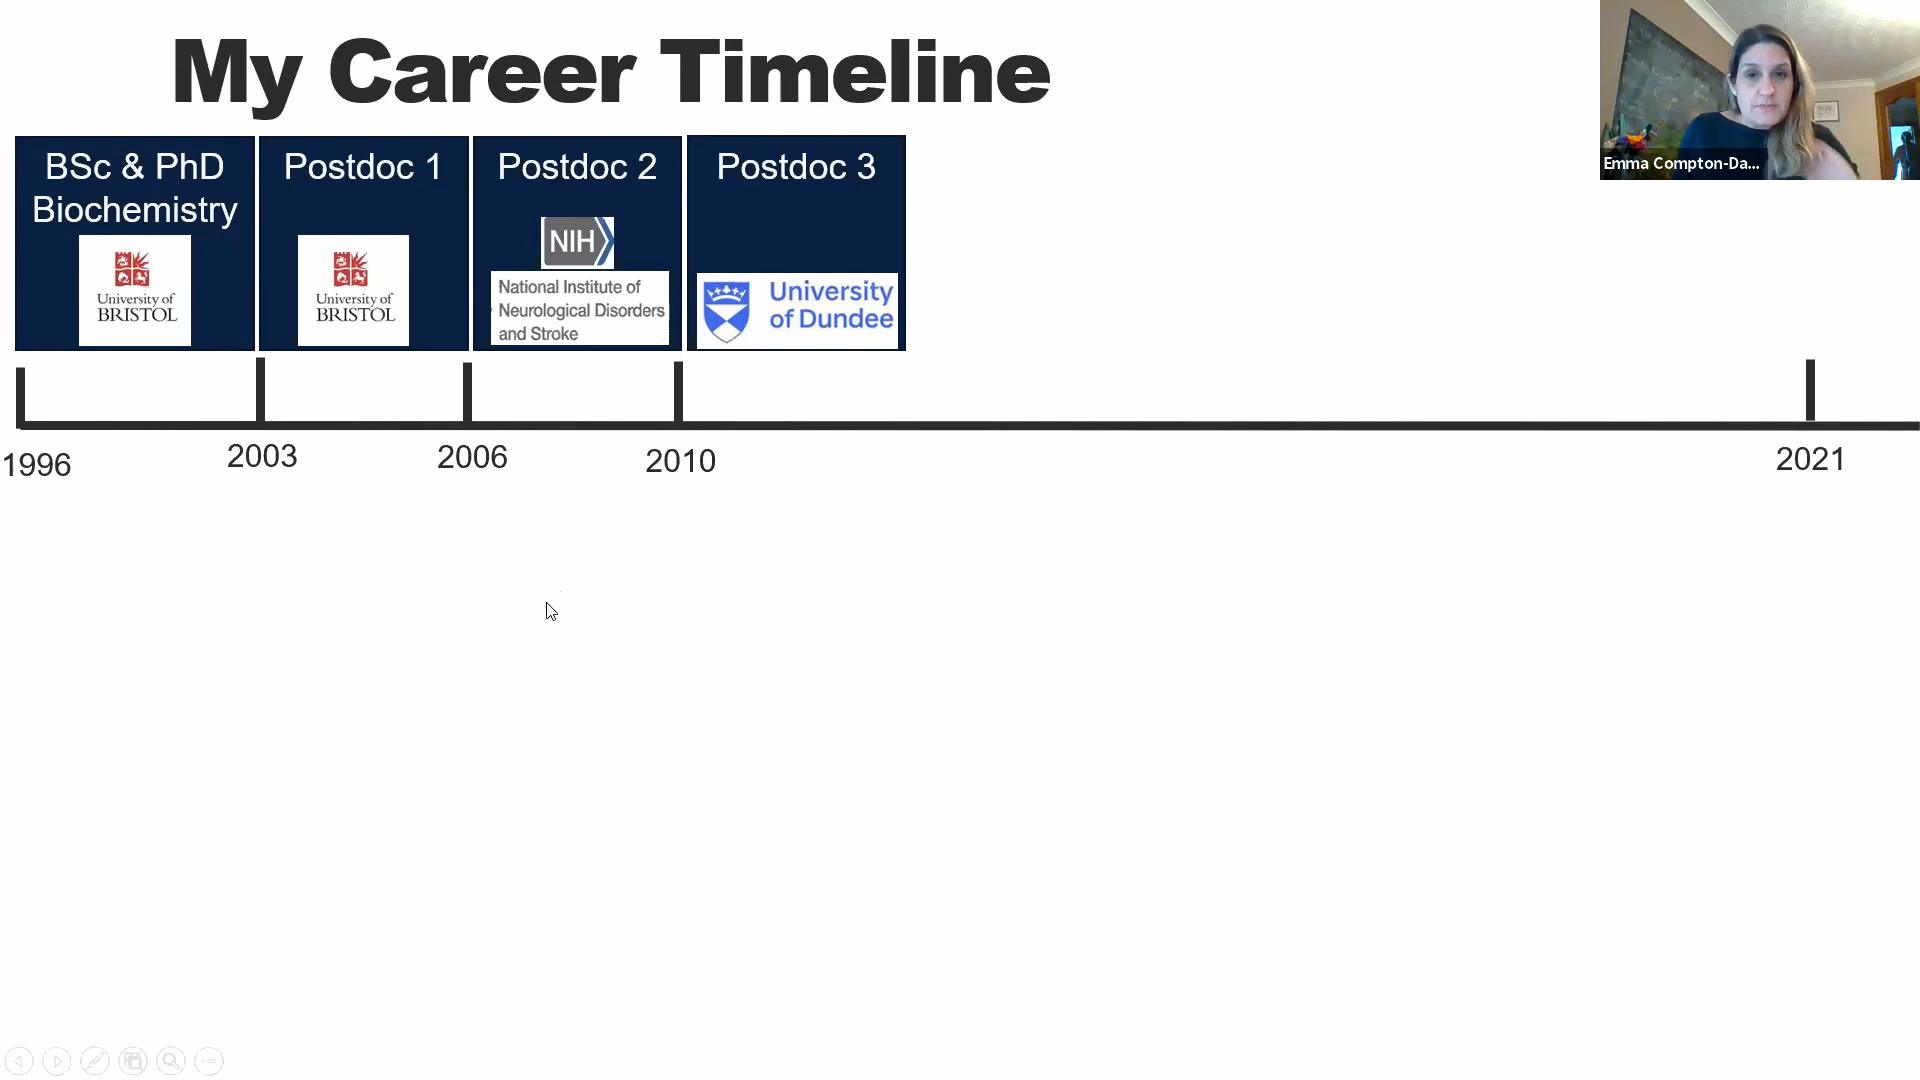 My Career Timeline
BSc & PhD
Biochemistry
University of
BRISTOL
Postdoc 1
University of
BRISTOL
Postdoc 2
NIH
National Institute of
Neurological Disorders
and Stroke
Postdoc 3
University
of Dundee
1996
2003
2006
2010
2021
Emma Compton-Da...